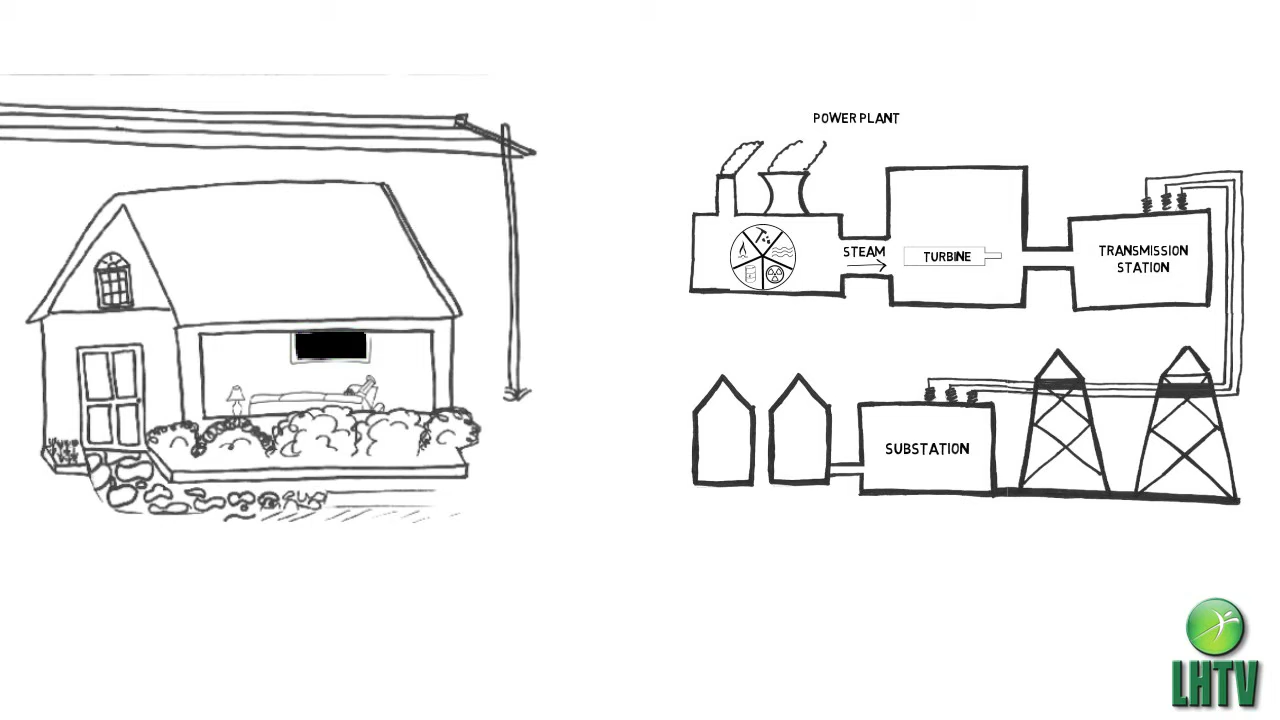 POWER PLANT
STEAM
TURBINE
TRANSMISSION
STATION
SUBSTATION
LHTV